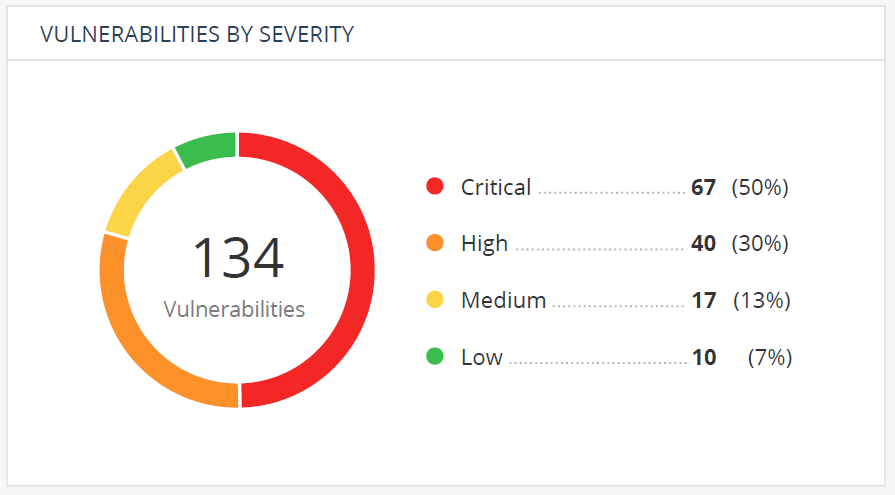 VULNERABILITIES BY SEVERITY
134
Vulnerabilities
Critical ........................ 67 (50%)
High ............................ 40 (30%)
Medium ...................... 17 (13%)
Low ............................. 10 (7%)